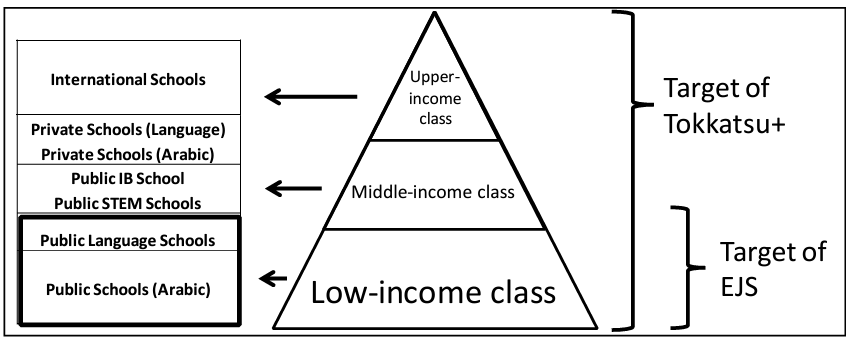 International Schools
Private Schools (Language)
Private Schools (Arabic)
Public IB School
Public STEM Schools
Public Language Schools
Public Schools (Arabic)
Upper-
income
class
Middle-income class
Low-income class
Target of
Tokkatsu+
Target of
EJS